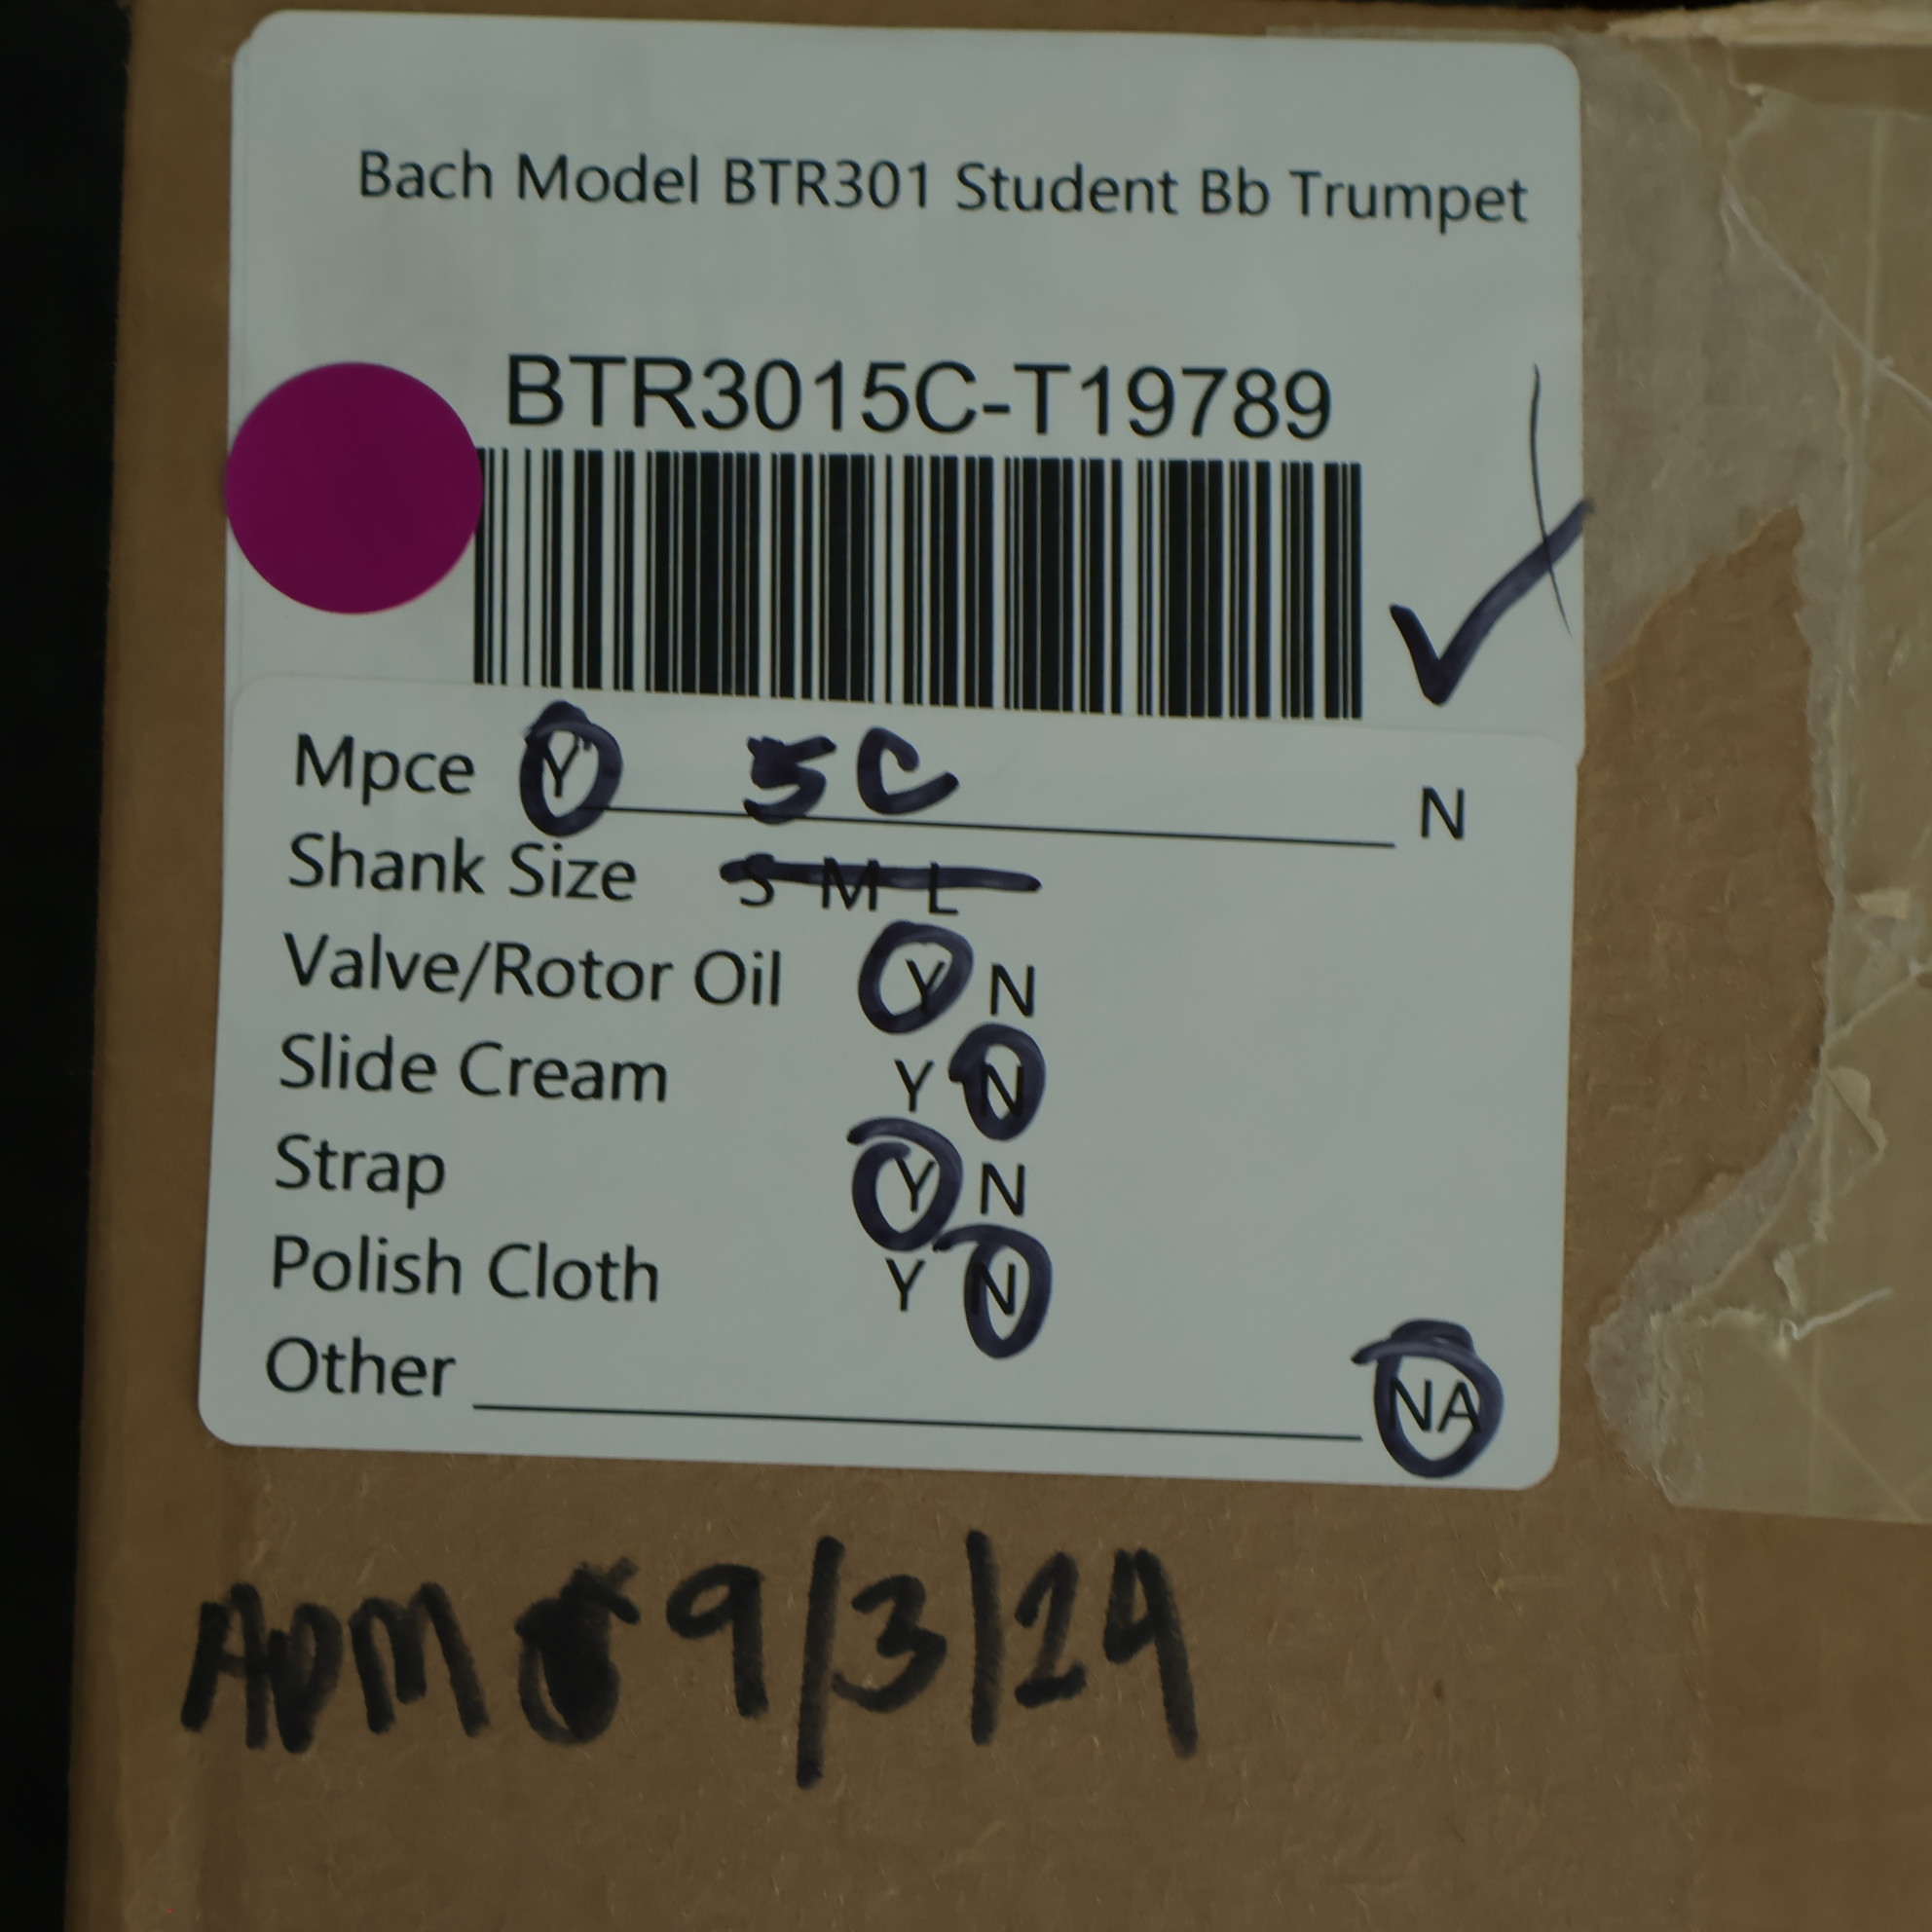 Bach Model BTR301 Student Bb Trumpet
BTR3015C-T19789
Mpce Y 5C N
Shank Size S M L
Valve/Rotor Oil Y N
Slide Cream Y N
Strap Y N
Polish Cloth Y N
Other NA
ADM 9/3/24